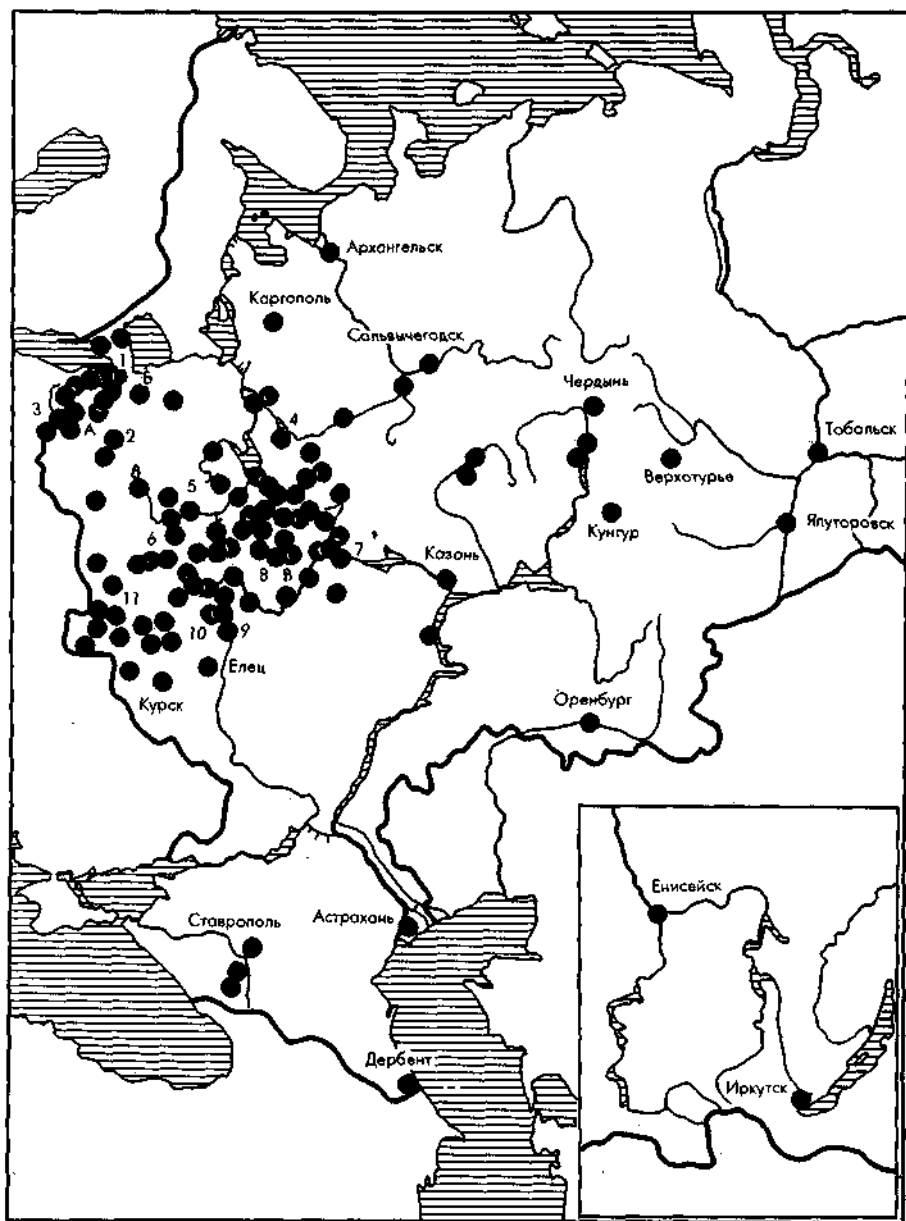 Архангельск
Каргополь
Сольвычегодск
1
Б
Чердынь
3
А
2
4
Тобольск
Верхотурье
8
5
Ялуторовск
Кунгур
6
7
Казань
8
В
11
10
9
Елец
Курск
Оренбург
Енисейск
Ставрополь
Астрахань
Дербент
Иркутск